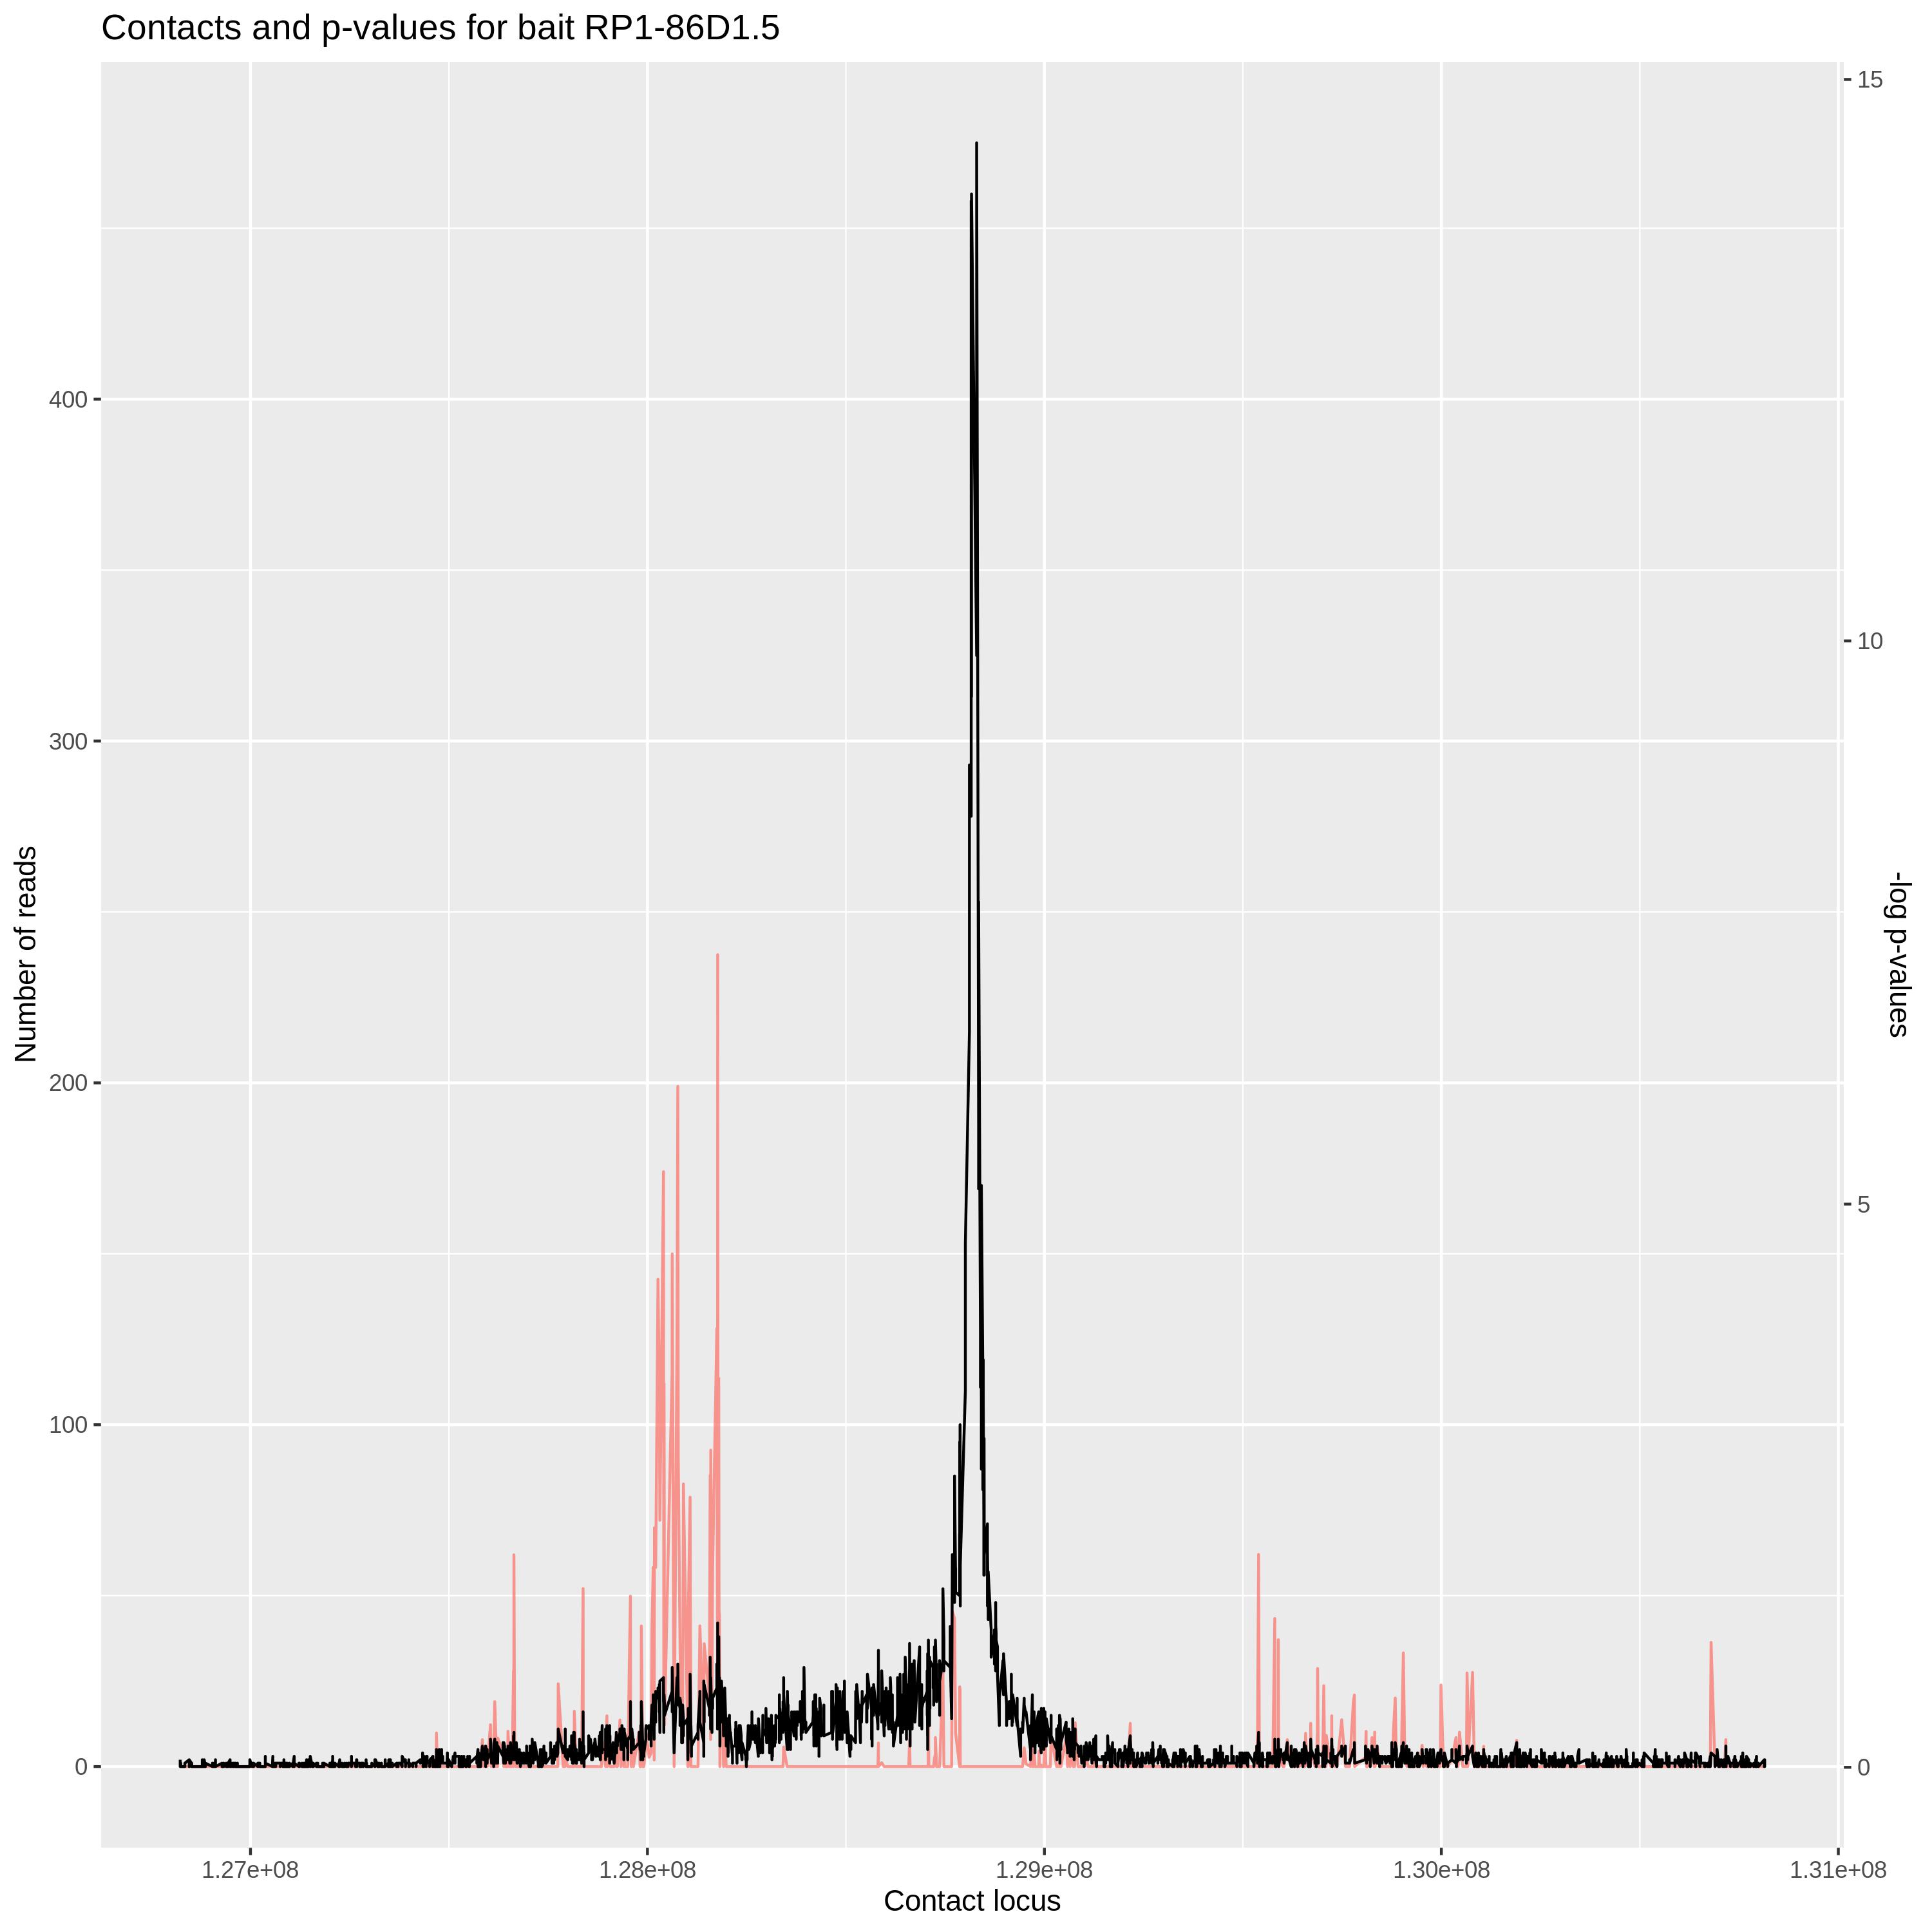 Contacts and p-values for bait RP1-86D1.5
Number of reads
400
300
200
100
0
15
10
5
0
-log p-values
1.27e+08
1.28e+08
1.29e+08
1.30e+08
1.31e+08
Contact locus